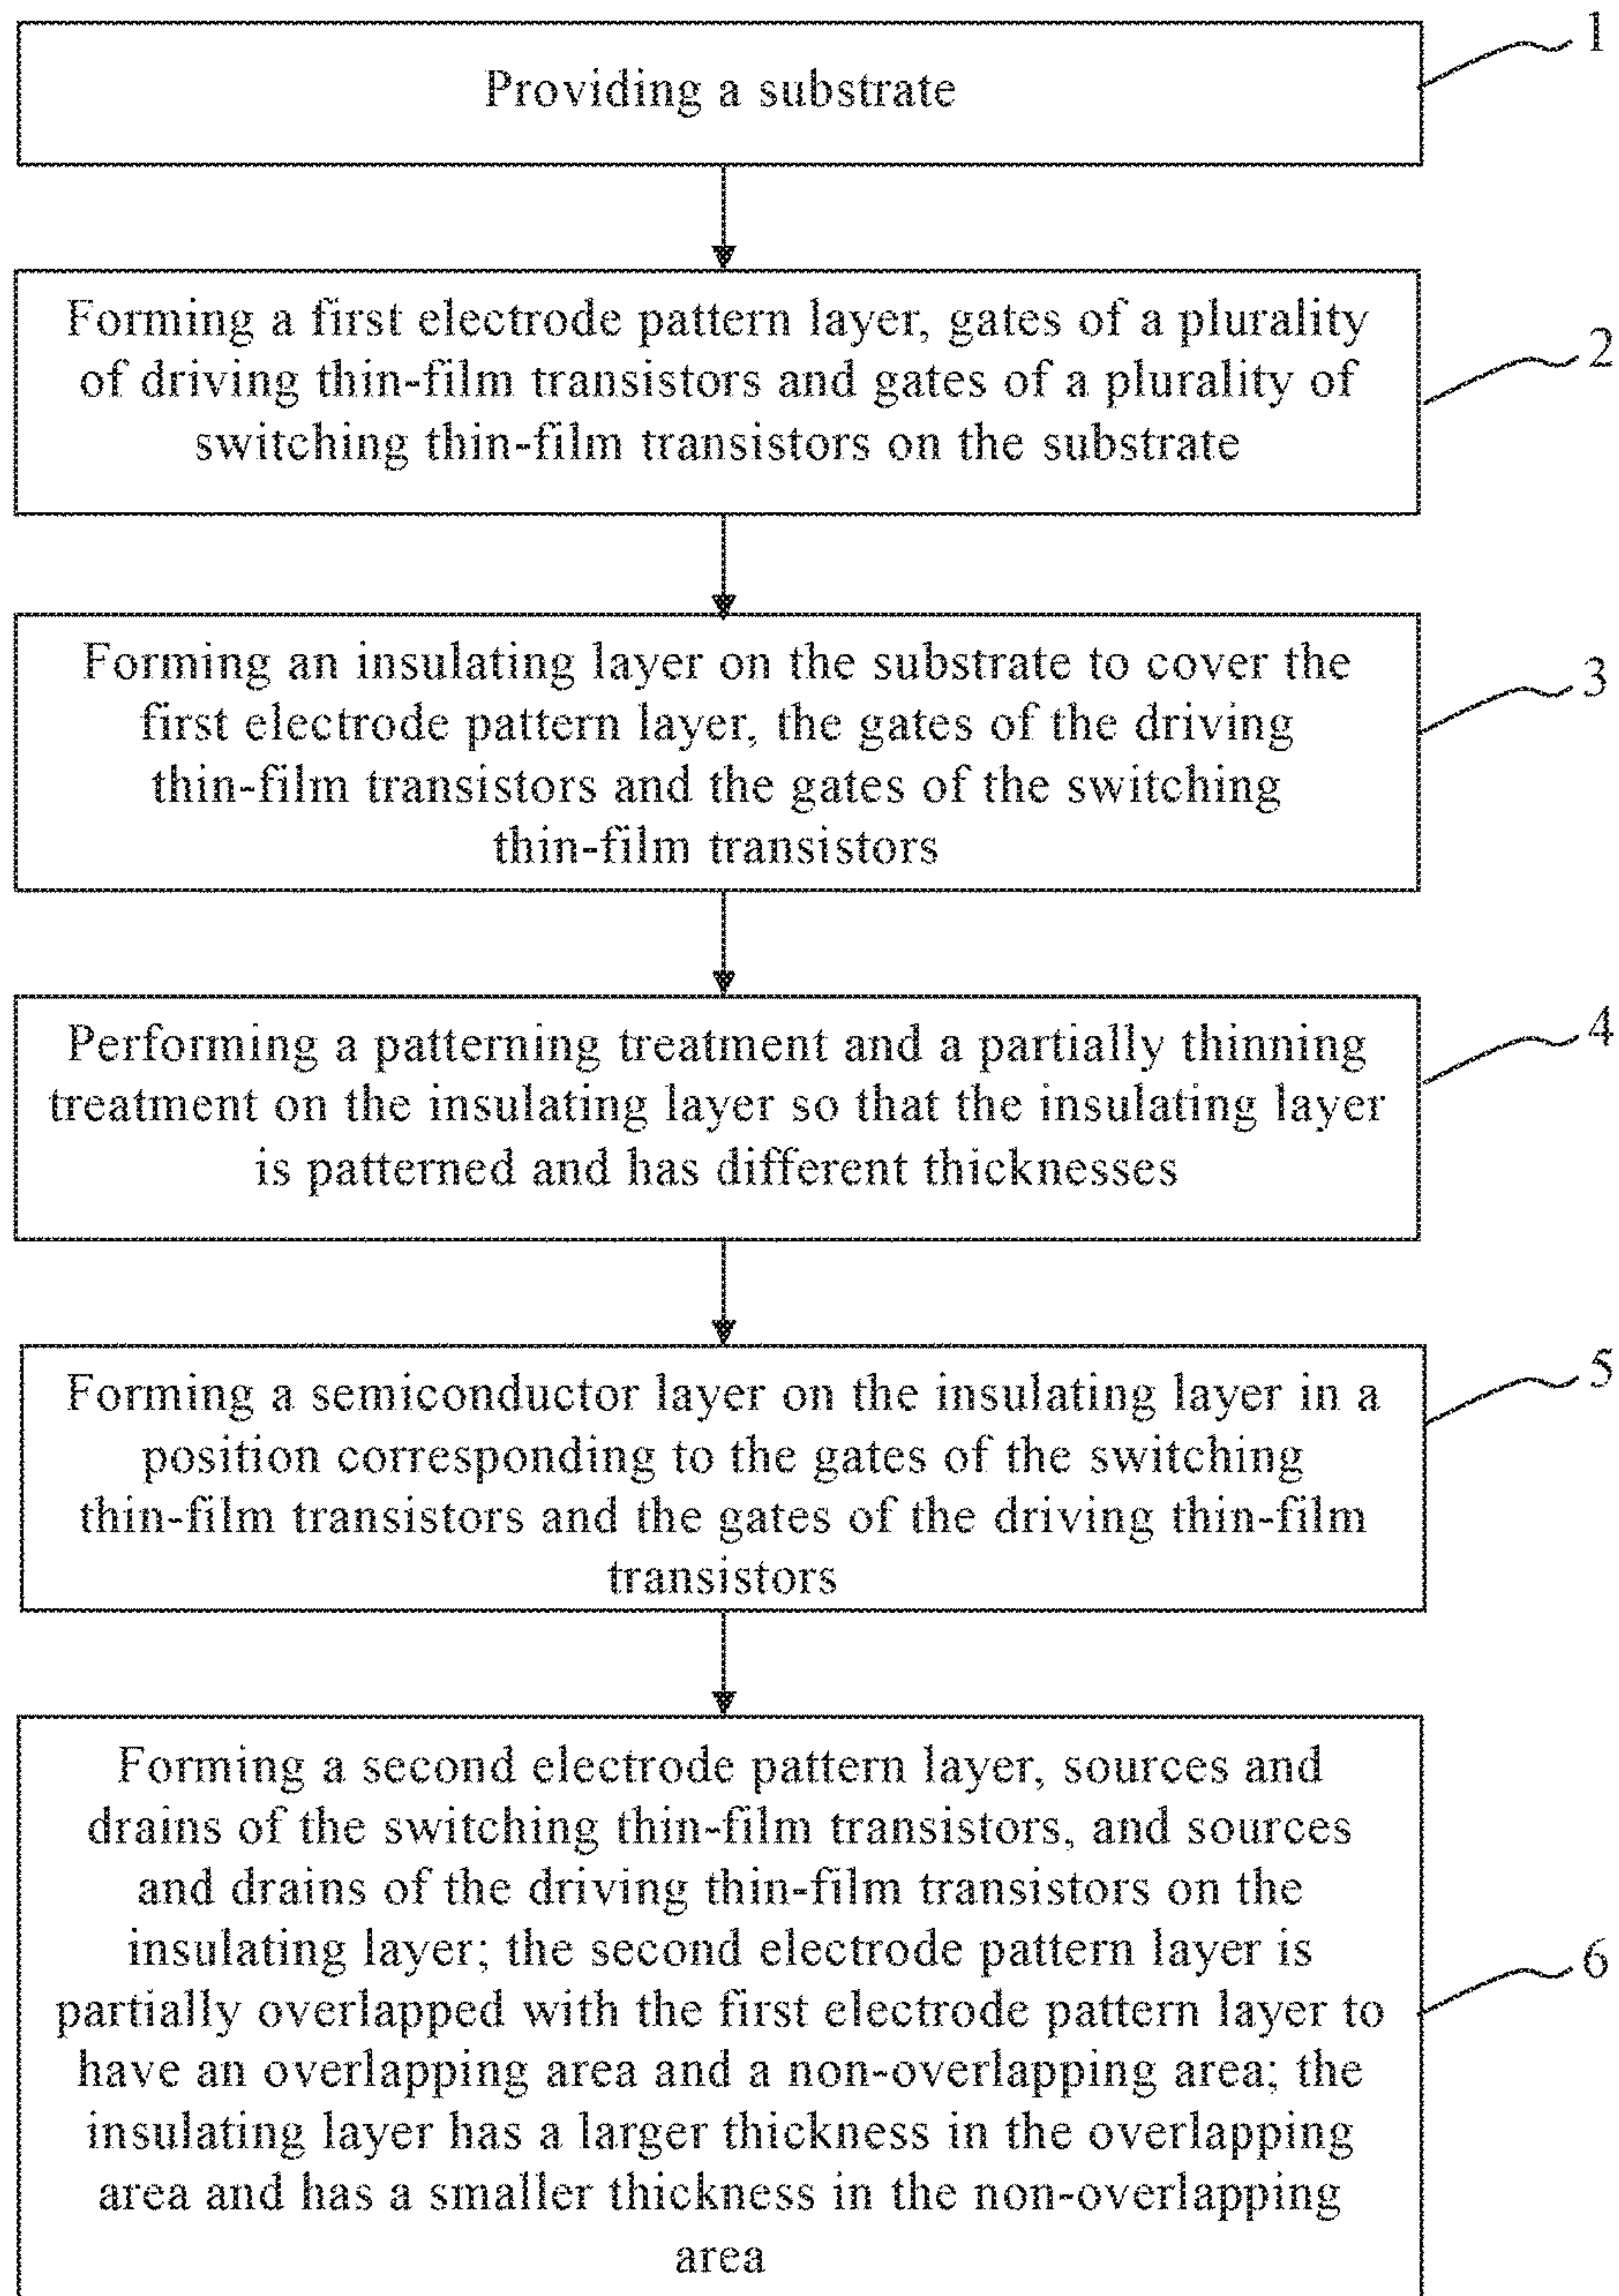 1
Providing a substrate
Forming a first electrode pattern layer, gates of a plurality
of driving thin-film transistors and gates of a plurality of
switching thin-film transistors on the substrate
2
Forming an insulating layer on the substrate to cover the
first electrode pattern layer, the gates of the driving
thin-film transistors and the gates of the switching
thin-film transistors
3
Performing a patterning treatment and a partially thinning
treatment on the insulating layer so that the insulating layer
is patterned and has different thicknesses
4
Forming a semiconductor layer on the insulating layer in a
position corresponding to the gates of the switching
thin-film transistors and the gates of the driving thin-film
transistors
5
Forming a second electrode pattern layer, sources and
drains of the switching thin-film transistors, and sources
and drains of the driving thin-film transistors on the
insulating layer; the second electrode pattern layer is
partially overlapped with the first electrode pattern layer to
have an overlapping area and a non-overlapping area; the
insulating layer has a larger thickness in the overlapping
area and has a smaller thickness in the non-overlapping
area
6